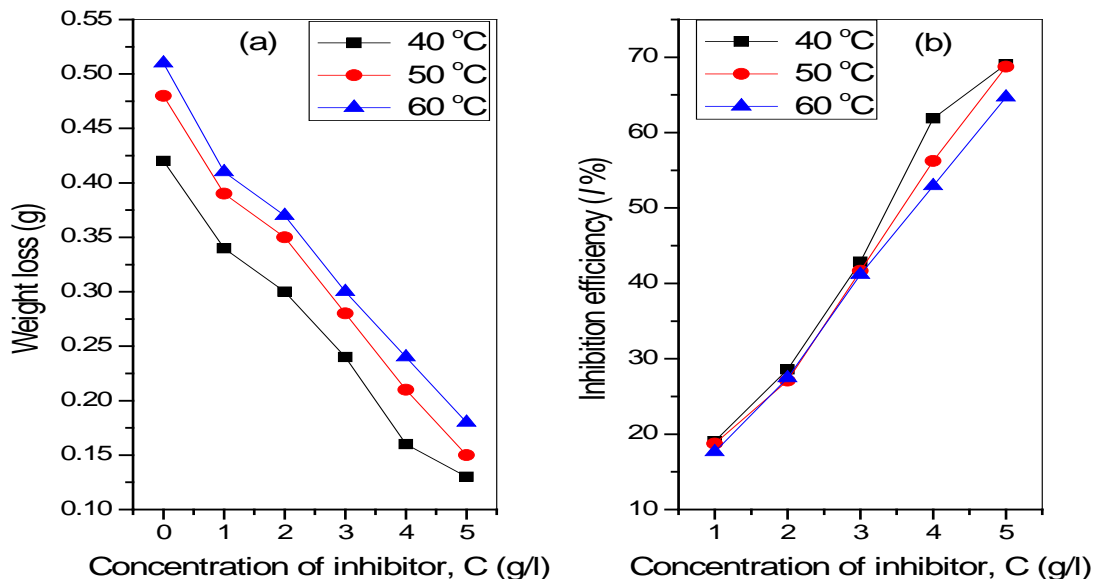 (a)
40 °C
50 °C
60 °C
0.55
0.50
0.45
0.40
0.35
0.30
0.25
0.20
0.15
0.10
Weight loss (g)
0 1 2 3 4 5
Concentration of inhibitor, C (g/l)
(b)
40 °C
50 °C
60 °C
70
60
50
40
30
20
10
Inhibition efficiency (I %)
1 2 3 4 5
Concentration of inhibitor, C (g/l)